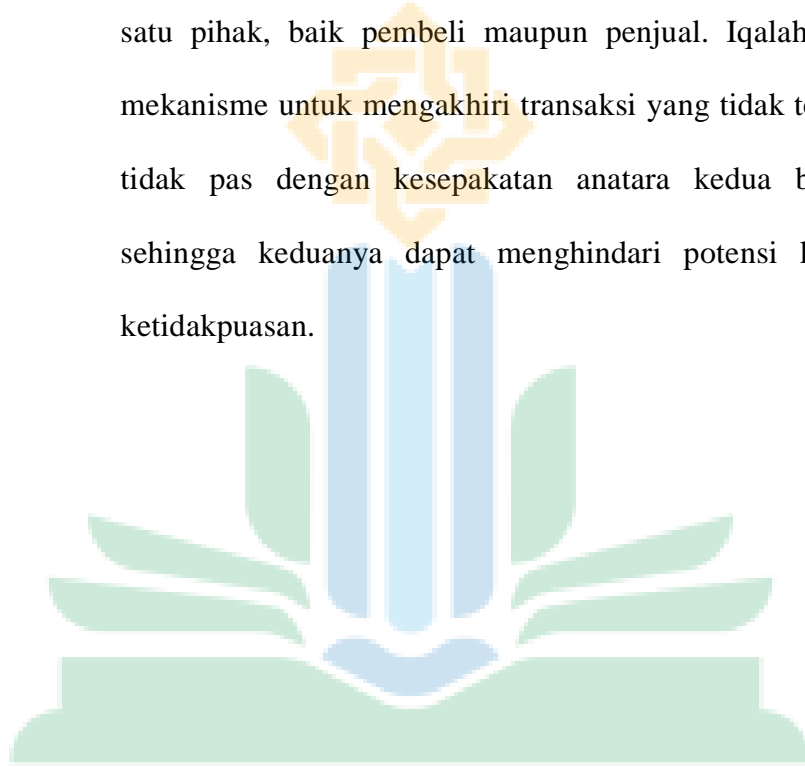 satu pihak, baik pembeli maupun penjual. Iqalah
mekanisme untuk mengakhiri transaksi yang tidak
tidak pas dengan kesepakatan anatara kedua
sehingga keduanya dapat menghindari potensi
ketidakpuasan.